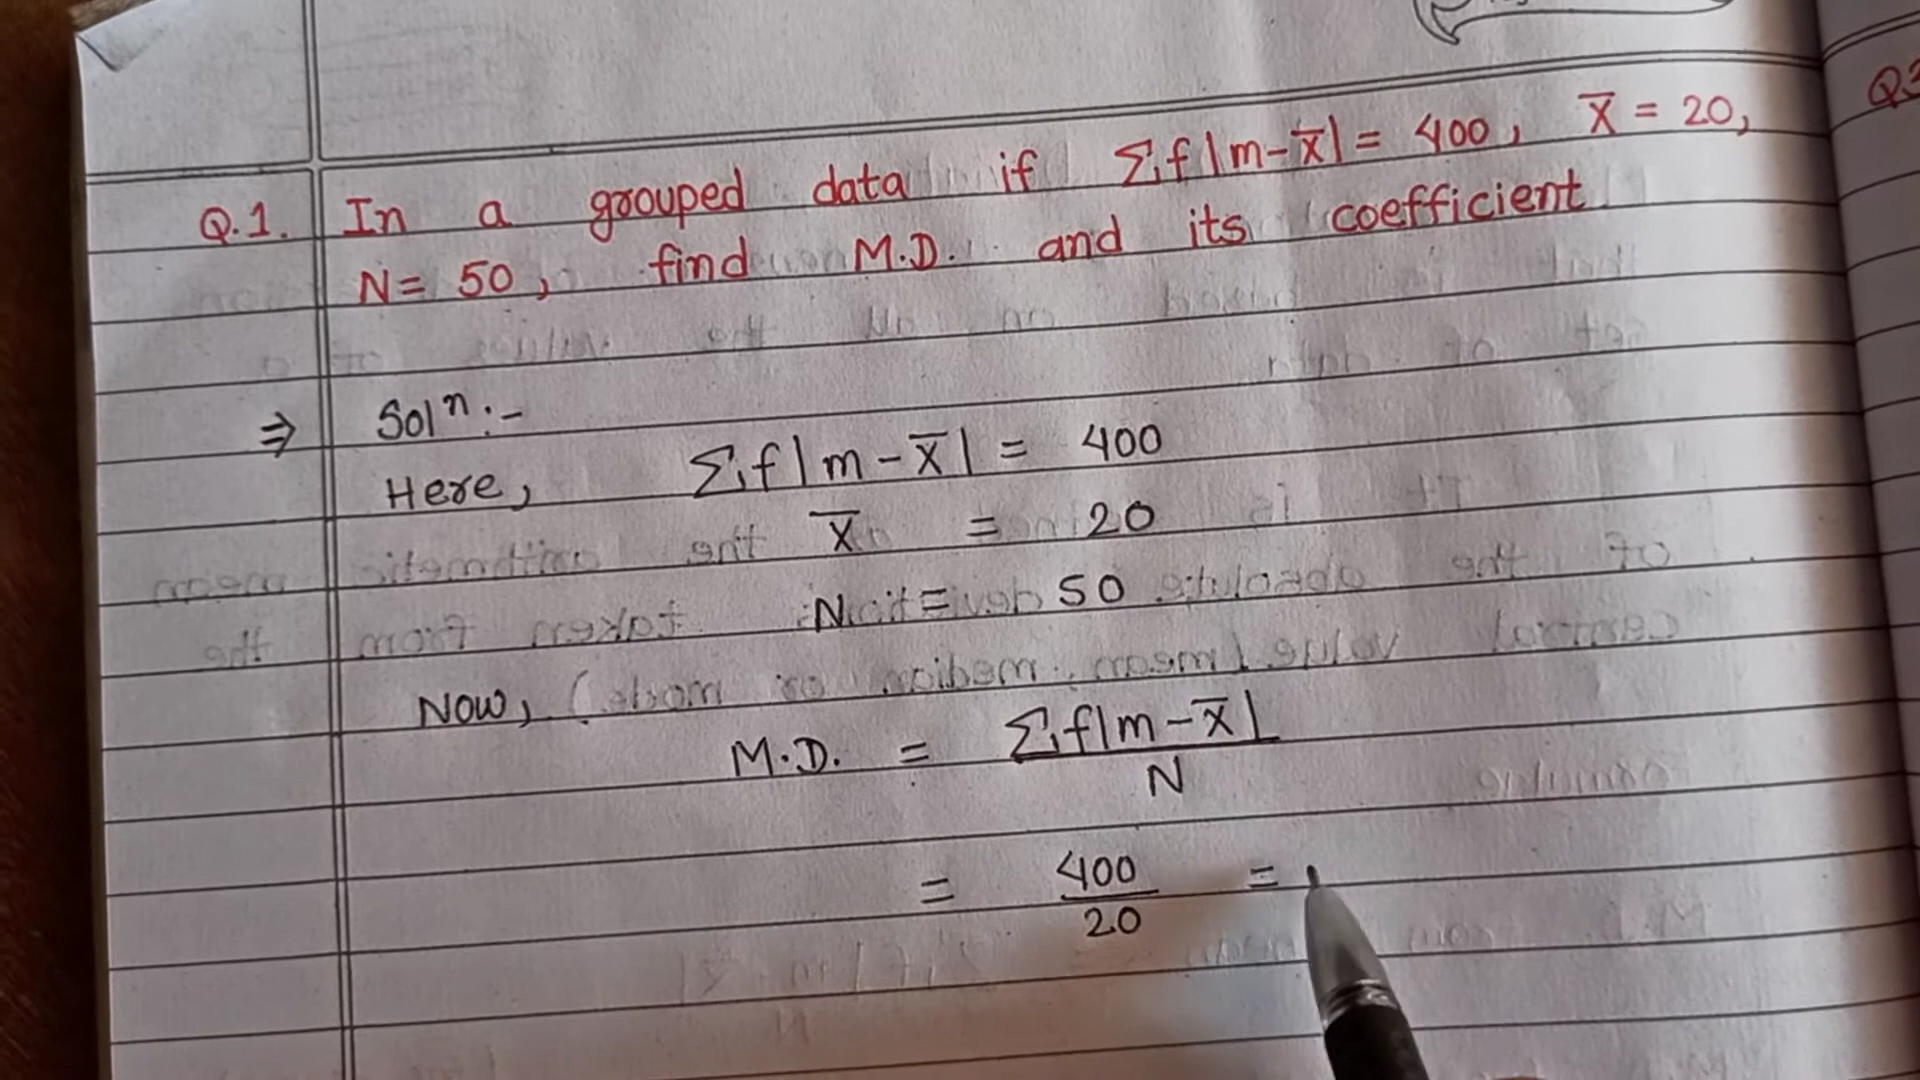 Q.1. In a grouped data if Σf|m-x̄| = 400, x̄ = 20,
N= 50, find M.D. and its coefficient
⇒ Solⁿ:-
Here, Σf|m-x̄| = 400
x̄ = 20
N = 50
Now,
M.D. = Σf|m-x̄|
N
= 400 =
20